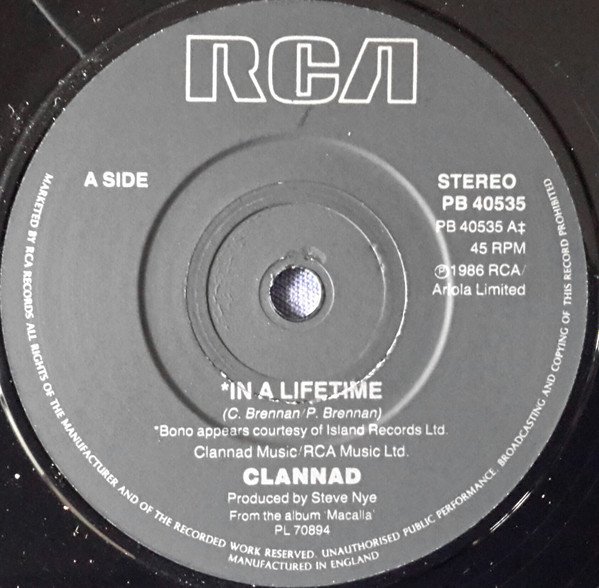 RCA
A SIDE
STEREO
PB 40535
PB 40535 A‡
45 RPM
℗1986 RCA/
Ariola Limited
*IN A LIFETIME
(C. Brennan/P. Brennan)
*Bono appears courtesy of Island Records Ltd.
Clannad Music/RCA Music Ltd.
CLANNAD
Produced by Steve Nye
From the album 'Macalla'
PL 70894
MARKETED BY RCA RECORDS ALL RIGHTS OF THE MANUFACTURER AND OF THE RECORDED WORK RESERVED. UNAUTHORISED PUBLIC PERFORMANCE BROADCASTING AND COPYING OF THIS RECORD PROHIBITED
MANUFACTURED IN ENGLAND